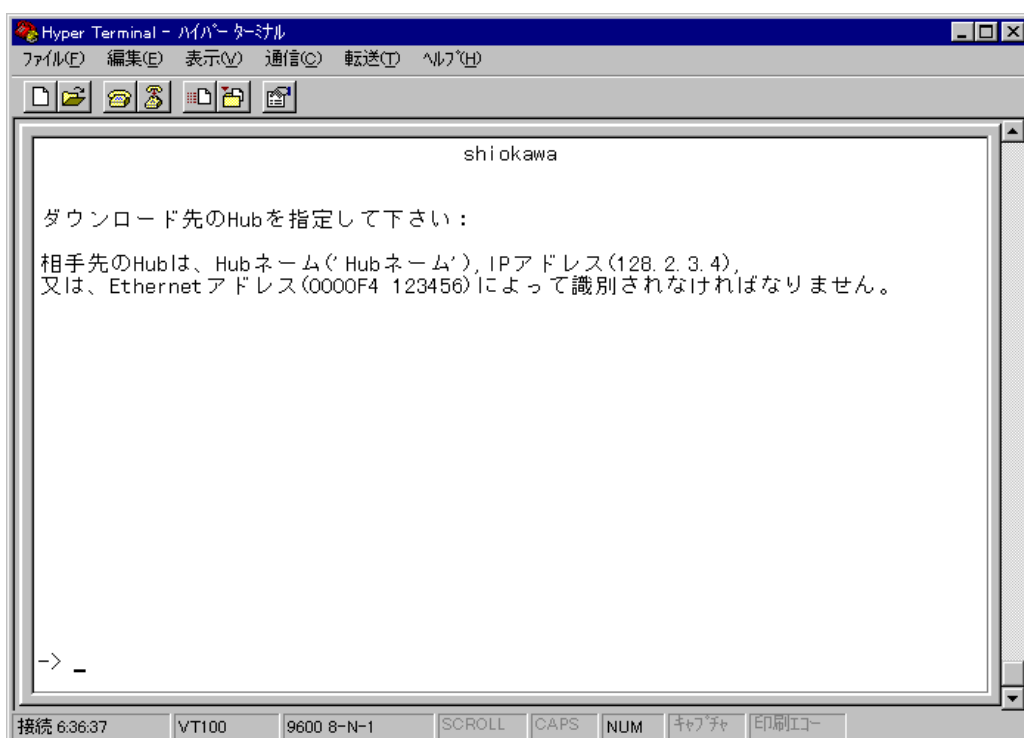 Hyper Terminal - ﾊｲﾊﾟｰ ﾀｰﾐﾅﾙ
ﾌｧｲﾙ(F) 編集(E) 表示(V) 通信(C) 転送(T) ﾍﾙﾌﾟ(H)
shiokawa
ダウンロード先のHubを指定して下さい：
相手先のHubは、Hubネーム('Hubネーム'), IPアドレス(128.2.3.4),
又は、Ethernetアドレス(0000F4 123456)によって識別されなければなりません。
-> _
接続 6:36:37 VT100 9600 8-N-1 SCROLL CAPS NUM ｷｬﾌﾟﾁｬ 印刷ｴｺｰ